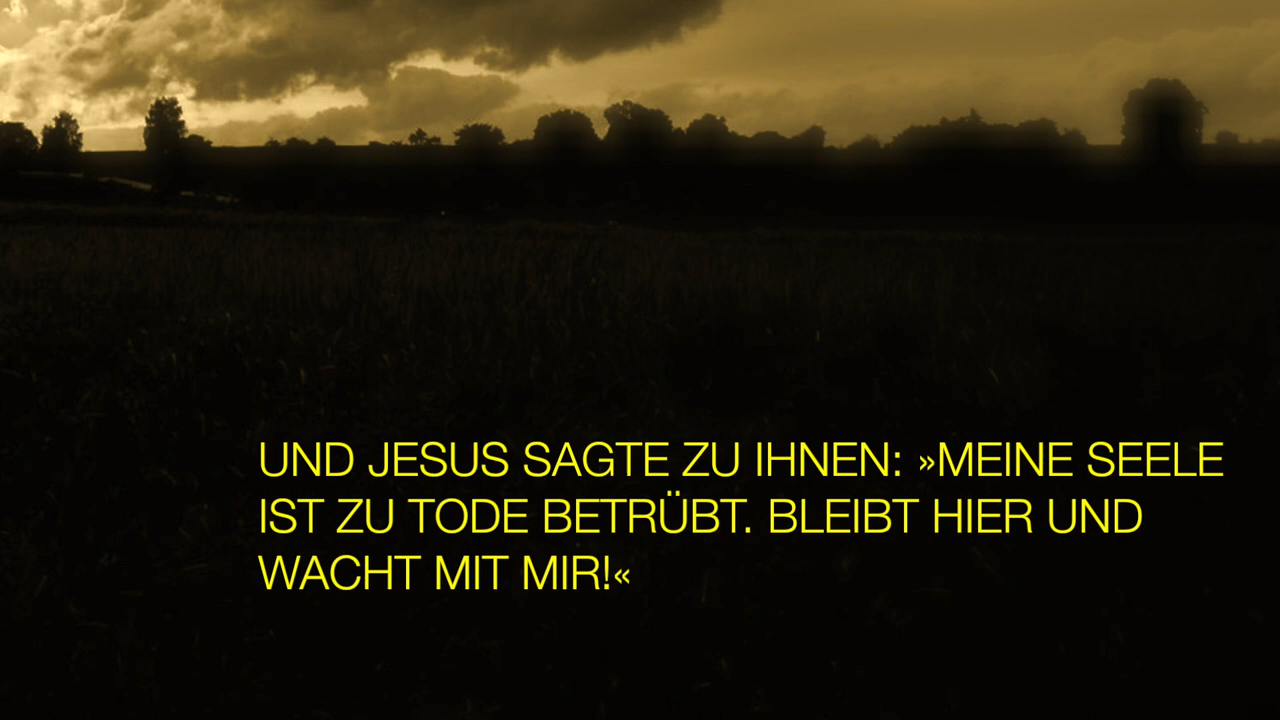 UND JESUS SAGTE ZU IHNEN: »MEINE SEELE
IST ZU TODE BETRÜBT. BLEIBT HIER UND
WACHT MIT MIR!«